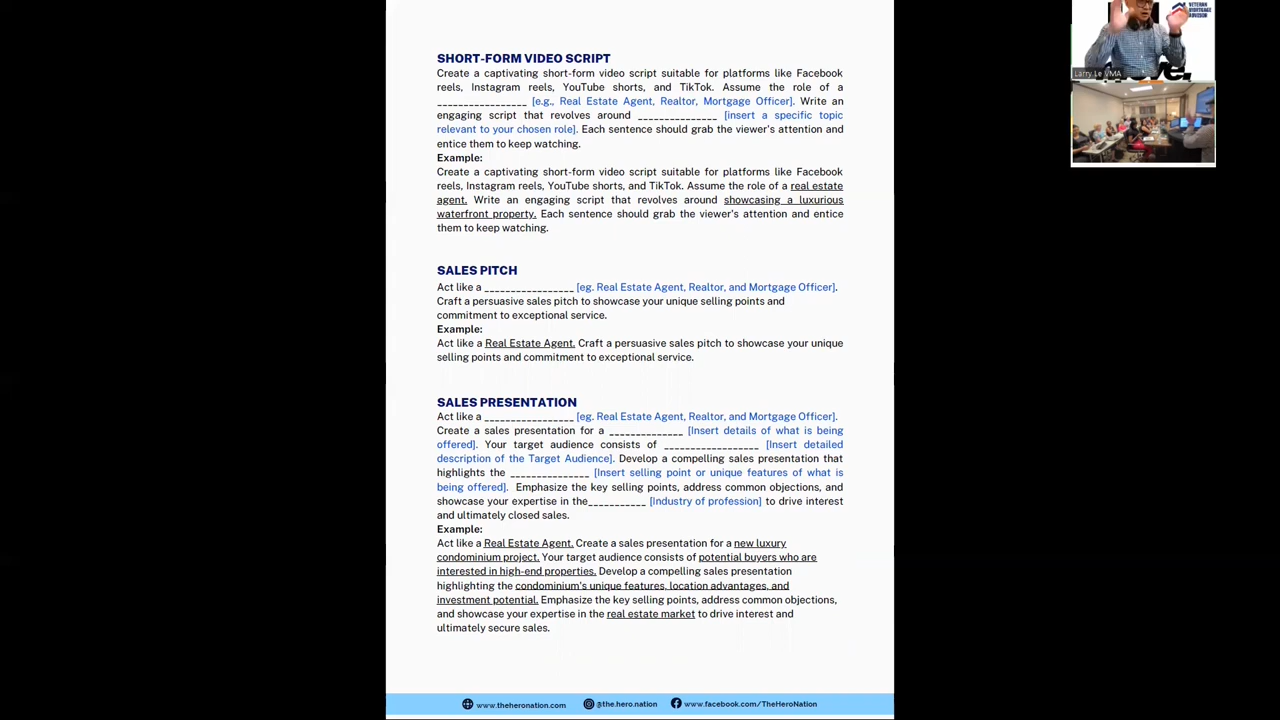 SHORT-FORM VIDEO SCRIPT
Create a captivating short-form video script suitable for platforms like Facebook
reels, Instagram reels, YouTube shorts, and TikTok. Assume the role of a
_________________ [e.g., Real Estate Agent, Realtor, Mortgage Officer]. Write an
engaging script that revolves around _______________ [insert a specific topic
relevant to your chosen role]. Each sentence should grab the viewer's attention and
entice them to keep watching.
Example:
Create a captivating short-form video script suitable for platforms like Facebook
reels, Instagram reels, YouTube shorts, and TikTok. Assume the role of a real estate
agent. Write an engaging script that revolves around showcasing a luxurious
waterfront property. Each sentence should grab the viewer's attention and entice
them to keep watching.
SALES PITCH
Act like a _________________ [eg. Real Estate Agent, Realtor, and Mortgage Officer].
Craft a persuasive sales pitch to showcase your unique selling points and
commitment to exceptional service.
Example:
Act like a Real Estate Agent. Craft a persuasive sales pitch to showcase your unique
selling points and commitment to exceptional service.
SALES PRESENTATION
Act like a _________________ [eg. Real Estate Agent, Realtor, and Mortgage Officer].
Create a sales presentation for a ______________ [Insert details of what is being
offered]. Your target audience consists of __________________ [Insert detailed
description of the Target Audience]. Develop a compelling sales presentation that
highlights the _______________ [Insert selling point or unique features of what is
being offered]. Emphasize the key selling points, address common objections, and
showcase your expertise in the___________ [Industry of profession] to drive interest
and ultimately closed sales.
Example:
Act like a Real Estate Agent. Create a sales presentation for a new luxury
condominium project. Your target audience consists of potential buyers who are
interested in high-end properties. Develop a compelling sales presentation
highlighting the condominium's unique features, location advantages, and
investment potential. Emphasize the key selling points, address common objections,
and showcase your expertise in the real estate market to drive interest and
ultimately secure sales.
www.theheronation.com @the.hero.nation www.facebook.com/TheHeroNation
VETERAN
MORTGAGE
ADVISOR
Larry Le VMA